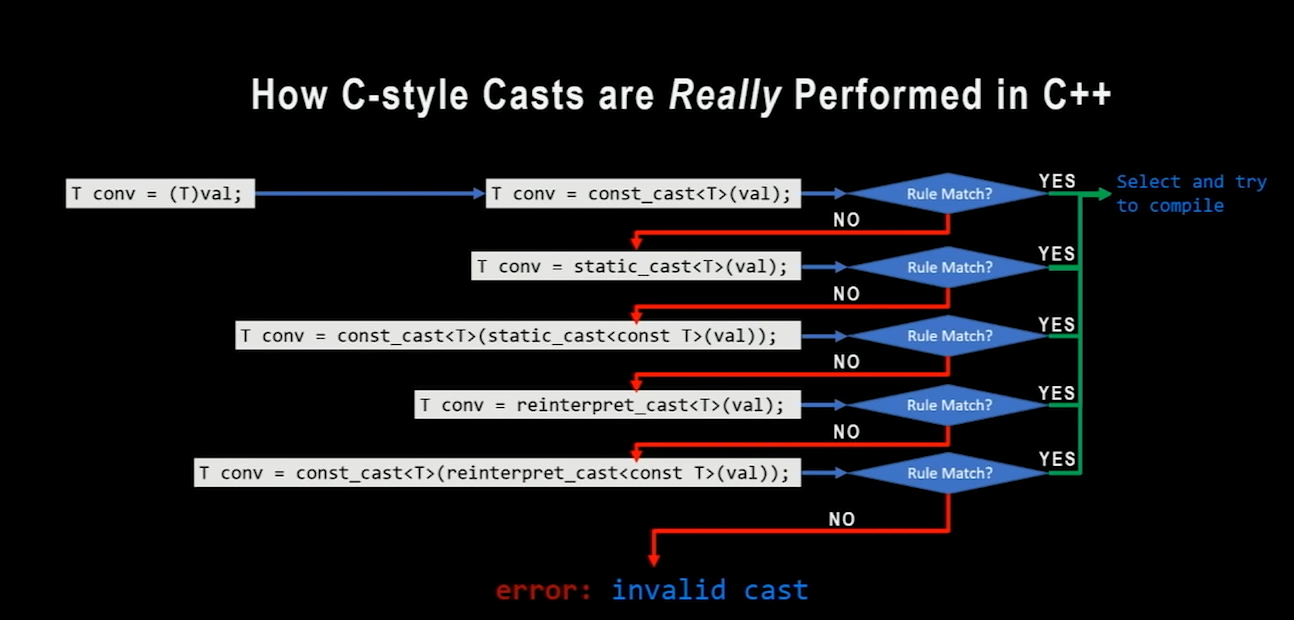 How C-style Casts are Really Performed in C++
T conv = (T)val;
T conv = const_cast<T>(val);
Rule Match?
YES
Select and try
to compile
NO
T conv = static_cast<T>(val);
Rule Match?
YES
NO
T conv = const_cast<T>(static_cast<const T>(val));
Rule Match?
YES
NO
T conv = reinterpret_cast<T>(val);
Rule Match?
YES
NO
T conv = const_cast<T>(reinterpret_cast<const T>(val));
Rule Match?
YES
NO
error: invalid cast